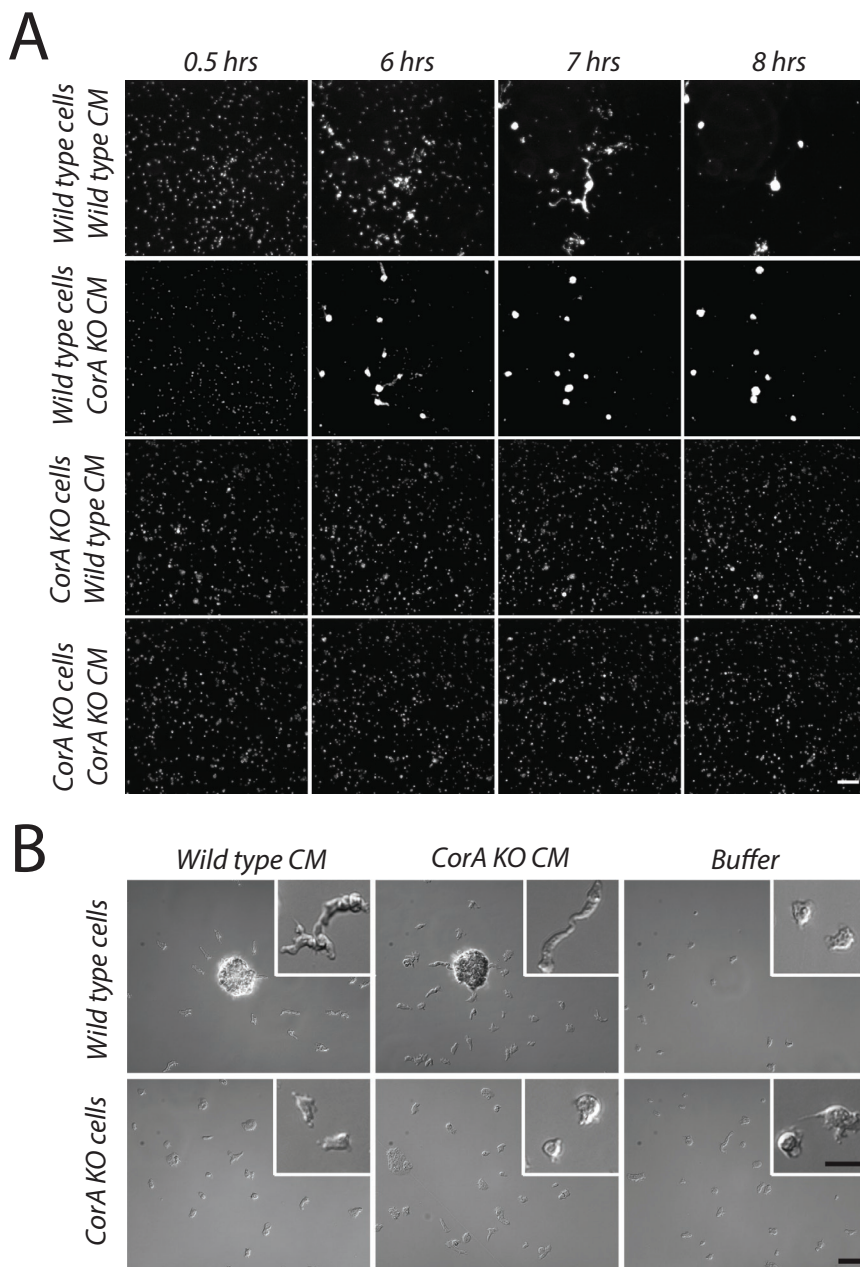 A
0.5 hrs 6 hrs 7 hrs 8 hrs
Wild type cells
Wild type CM
Wild type cells
CorA KO CM
CorA KO cells
Wild type CM
CorA KO cells
CorA KO CM
B
Wild type CM CorA KO CM Buffer
Wild type cells
CorA KO cells